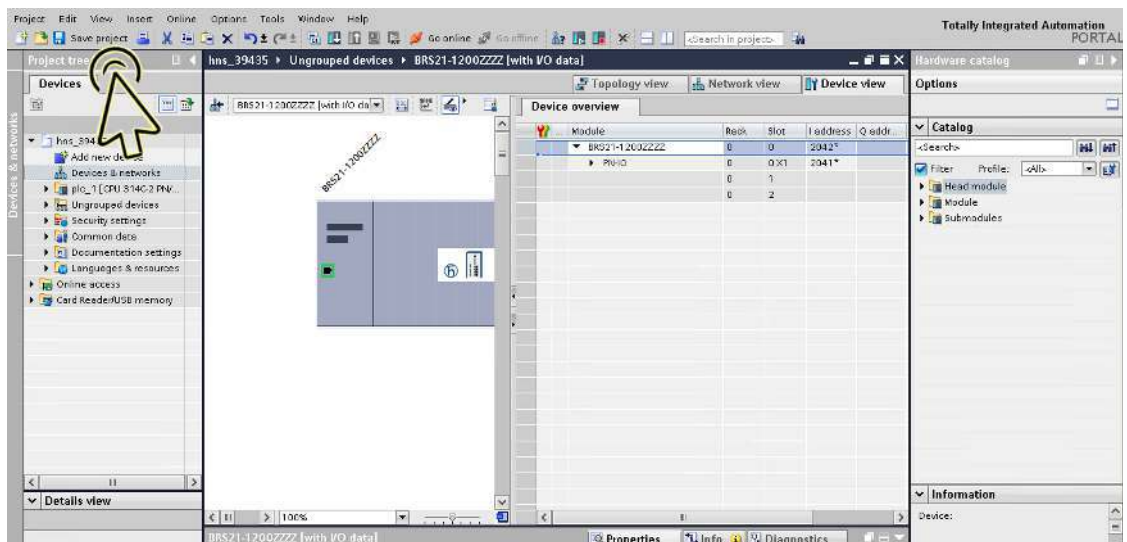 Project Edit View Insert Online Options Tools Window Help
Totally Integrated Automation
PORTAL
Save project
Go online
Go offline
<Search in project>
Project tree
hns_39435 ▸ Ungrouped devices ▸ BRS21-1200ZZZZ [with I/O data]
Hardware catalog
Devices
Topology view
Network view
Device view
Options
BRS21-1200ZZZZ [with I/O da
Device overview
Devices & networks
Catalog
... Module Rack Slot I address Q addr...
BRS21-1200ZZZZ 0 0 2042*
PN-IO 0 0 X1 2041*
0 1
0 2
<Search>
Filter Profile: <All>
Head module
Module
Submodules
Devices & networks
plc_1 [CPU 314C-2 PN/...
Ungrouped devices
Security settings
Common data
Documentation settings
Languages & resources
Online access
Card Reader/USB memory
BRS21-1200ZZZZ
Details view
100%
Information
Device:
BRS21-1200ZZZZ [with I/O data]
Properties
Info
Diagnostics